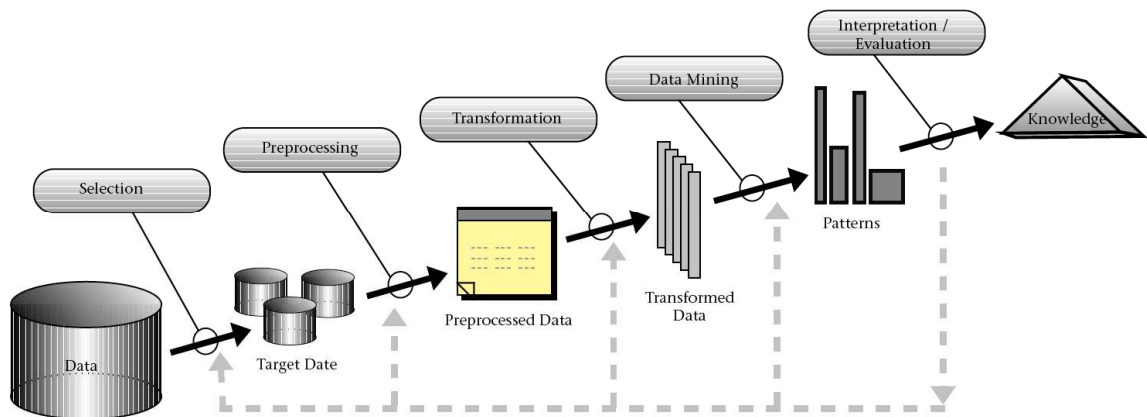 Interpretation /
Evaluation
Data Mining
Transformation
Preprocessing
Selection
Knowledge
Patterns
Transformed
Data
Preprocessed Data
Target Date
Data